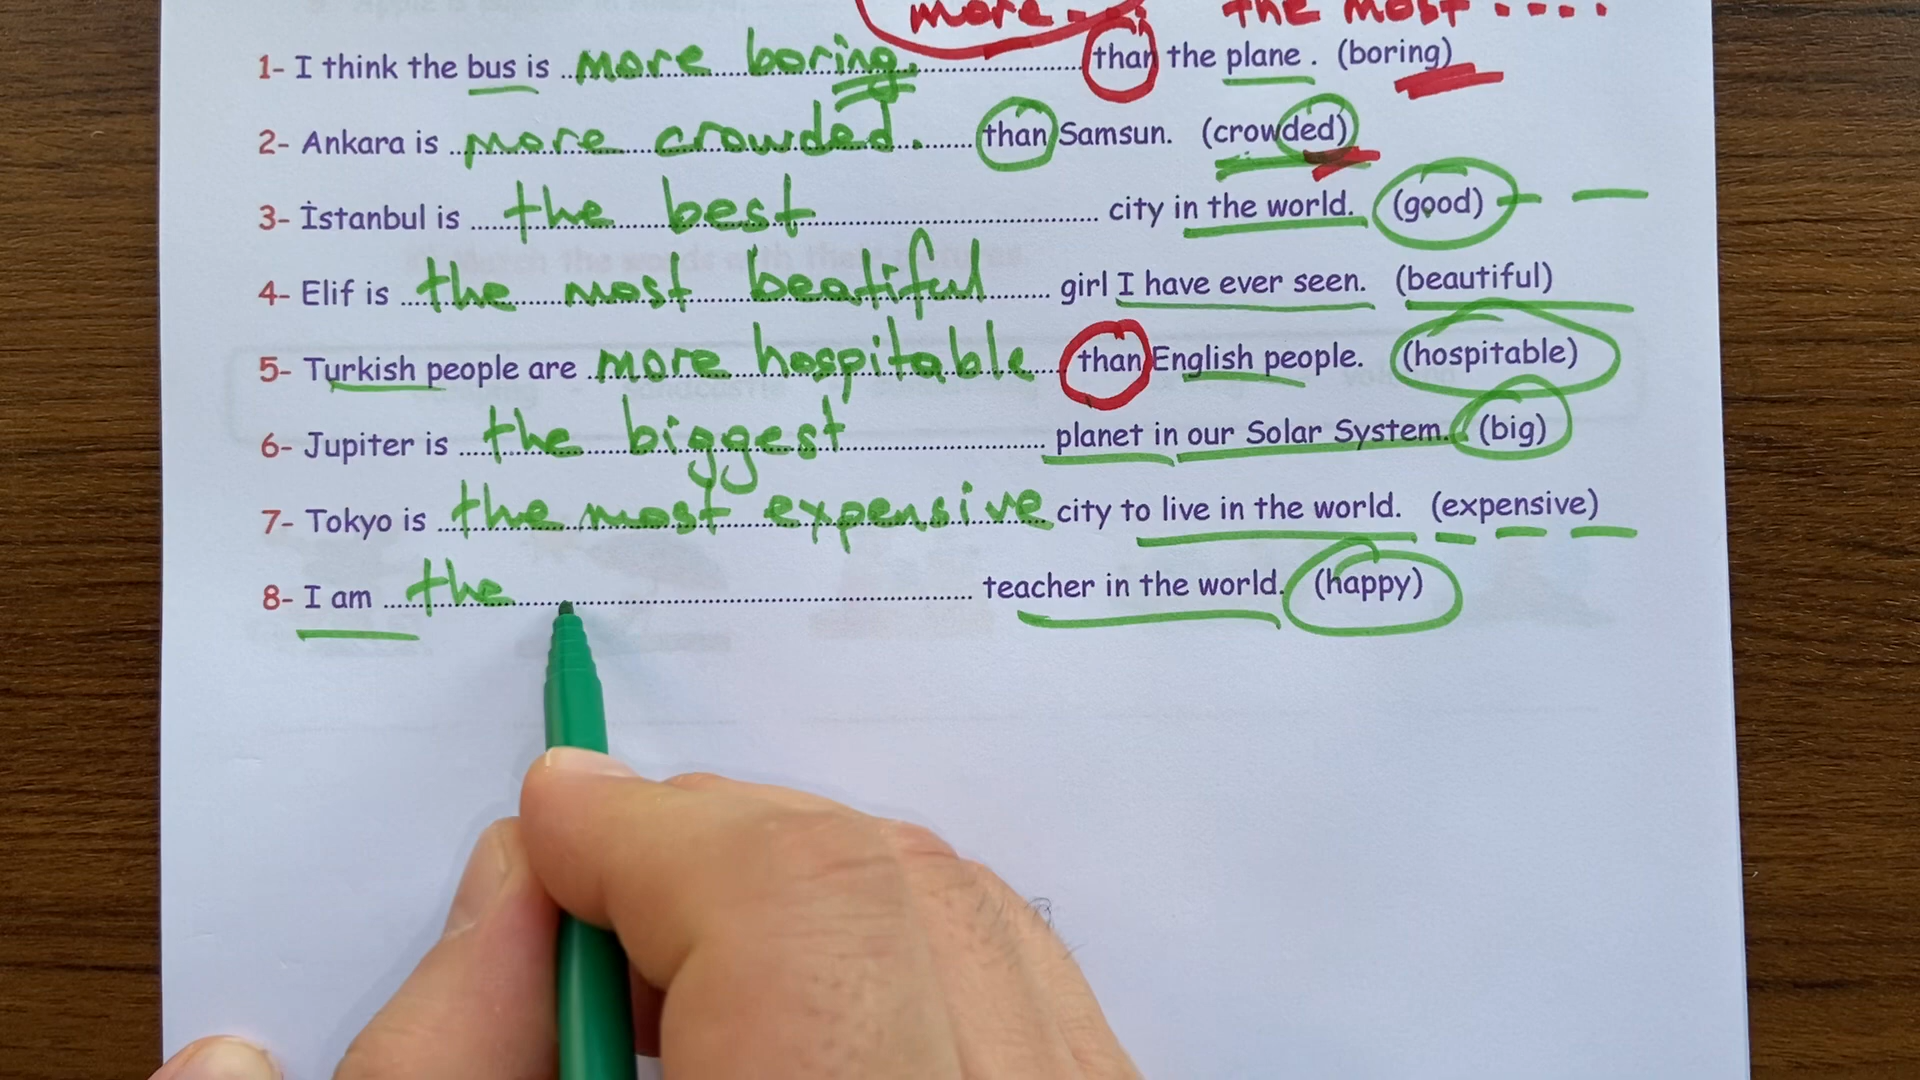 more... the most....
1- I think the bus is more boring. than the plane. (boring)
2- Ankara is more crowded. than Samsun. (crowded)
3- İstanbul is the best city in the world. (good)
4- Elif is the most beatiful girl I have ever seen. (beautiful)
5- Turkish people are more hospitable than English people. (hospitable)
6- Jupiter is the biggest planet in our Solar System. (big)
7- Tokyo is the most expensive city to live in the world. (expensive)
8- I am the teacher in the world. (happy)